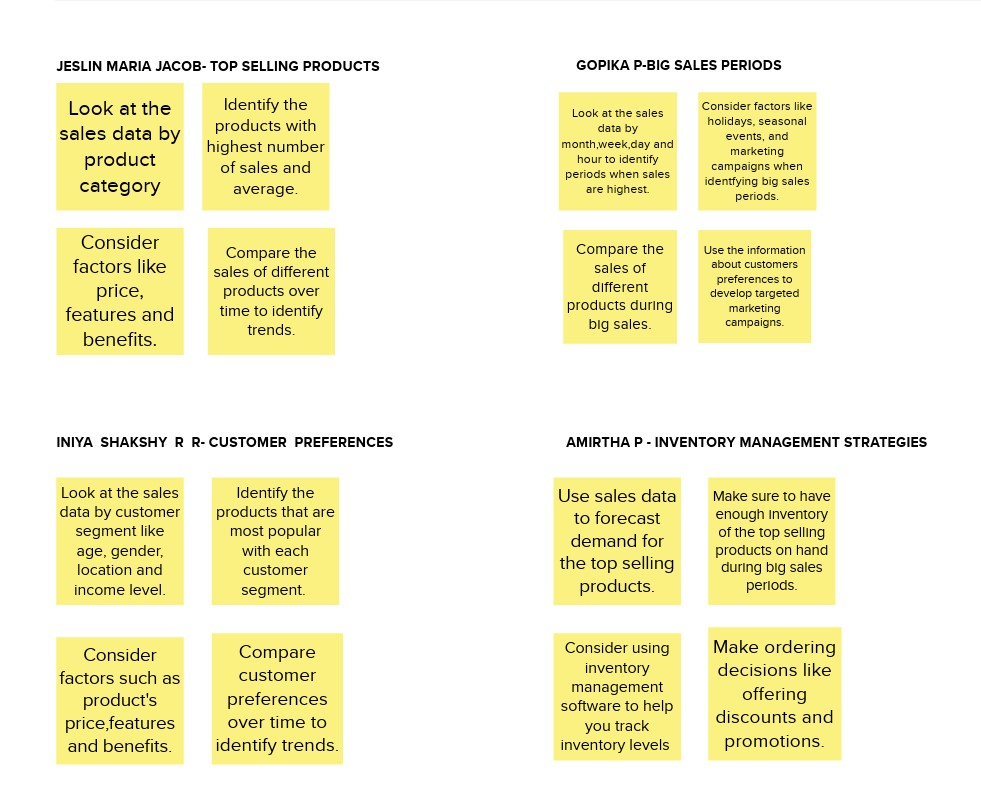 JESLIN MARIA JACOB- TOP SELLING PRODUCTS
Look at the
sales data by
product
category
Identify the
products with
highest number
of sales and
average.
Consider
factors like
price,
features and
benefits.
Compare the
sales of different
products over
time to identify
trends.
GOPIKA P-BIG SALES PERIODS
Look at the sales
data by
month,week,day and
hour to identify
periods when sales
are highest.
Consider factors like
holidays, seasonal
events, and
marketing
campaigns when
identfying big sales
periods.
Compare the
sales of
different
products during
big sales.
Use the information
about customers
preferences to
develop targeted
marketing
campaigns.
INIYA SHAKSHY R R- CUSTOMER PREFERENCES
Look at the sales
data by customer
segment like
age, gender,
location and
income level.
Identify the
products that are
most popular
with each
customer
segment.
Consider
factors such as
product's
price,features
and benefits.
Compare
customer
preferences
over time to
identify trends.
AMIRTHA P - INVENTORY MANAGEMENT STRATEGIES
Use sales data
to forecast
demand for
the top selling
products.
Make sure to have
enough inventory
of the top selling
products on hand
during big sales
periods.
Consider using
inventory
management
software to help
you track
inventory levels
Make ordering
decisions like
offering
discounts and
promotions.